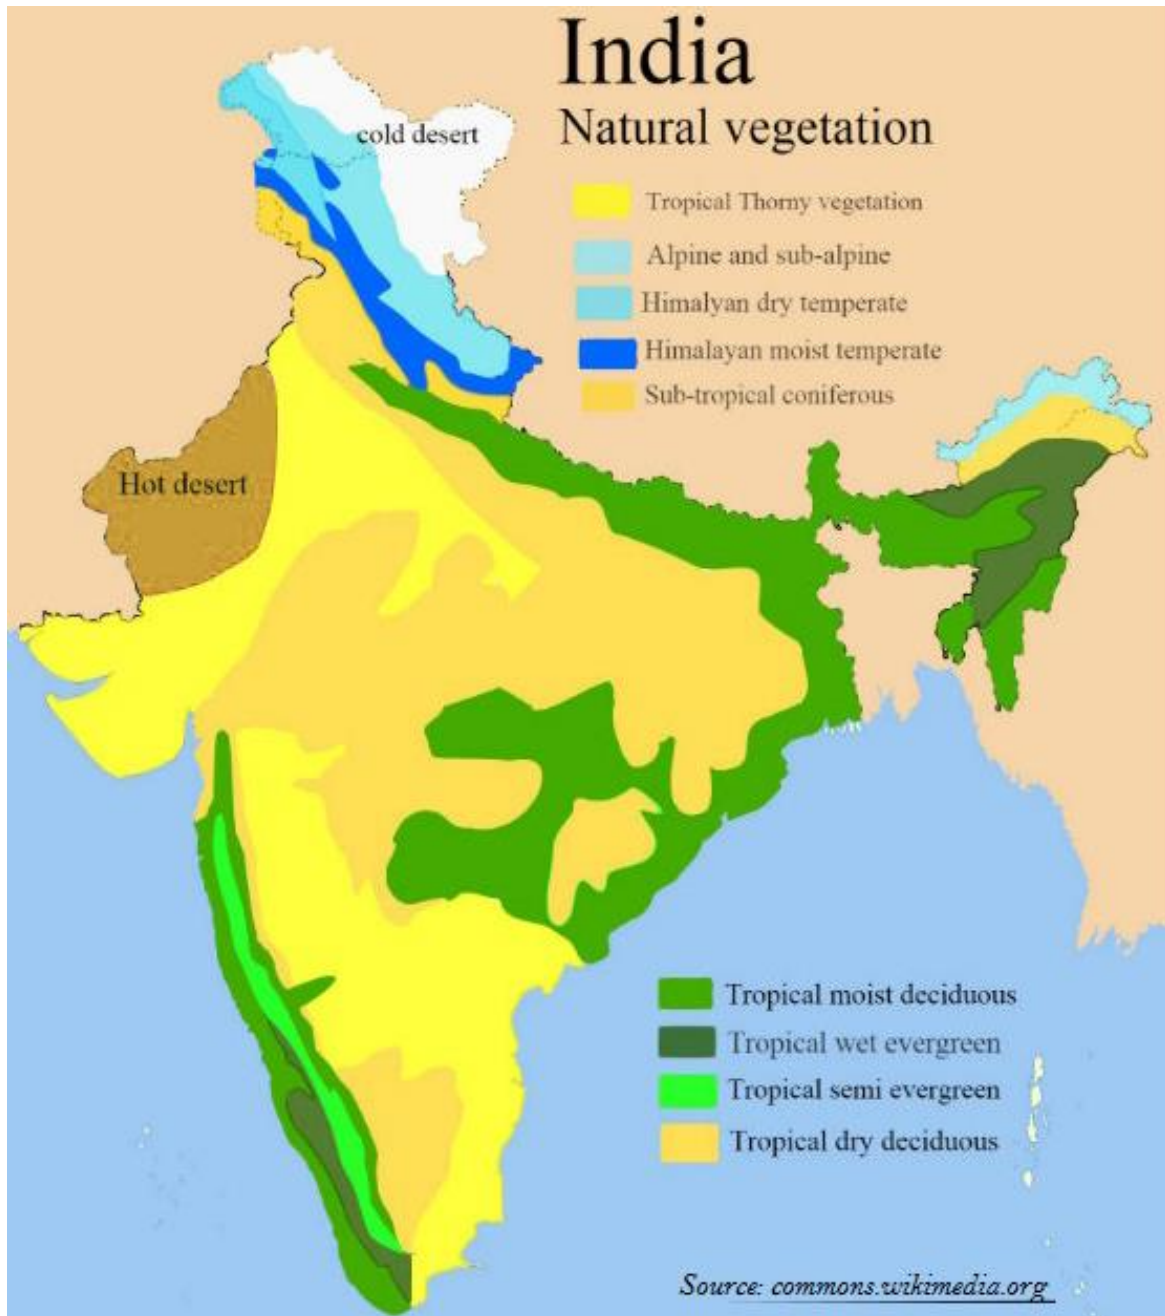 India
Natural vegetation
cold desert
Tropical Thorny vegetation
Alpine and sub-alpine
Himalyan dry temperate
Himalayan moist temperate
Sub-tropical coniferous
Hot desert
Tropical moist deciduous
Tropical wet evergreen
Tropical semi evergreen
Tropical dry deciduous
Source: commons.wikimedia.org